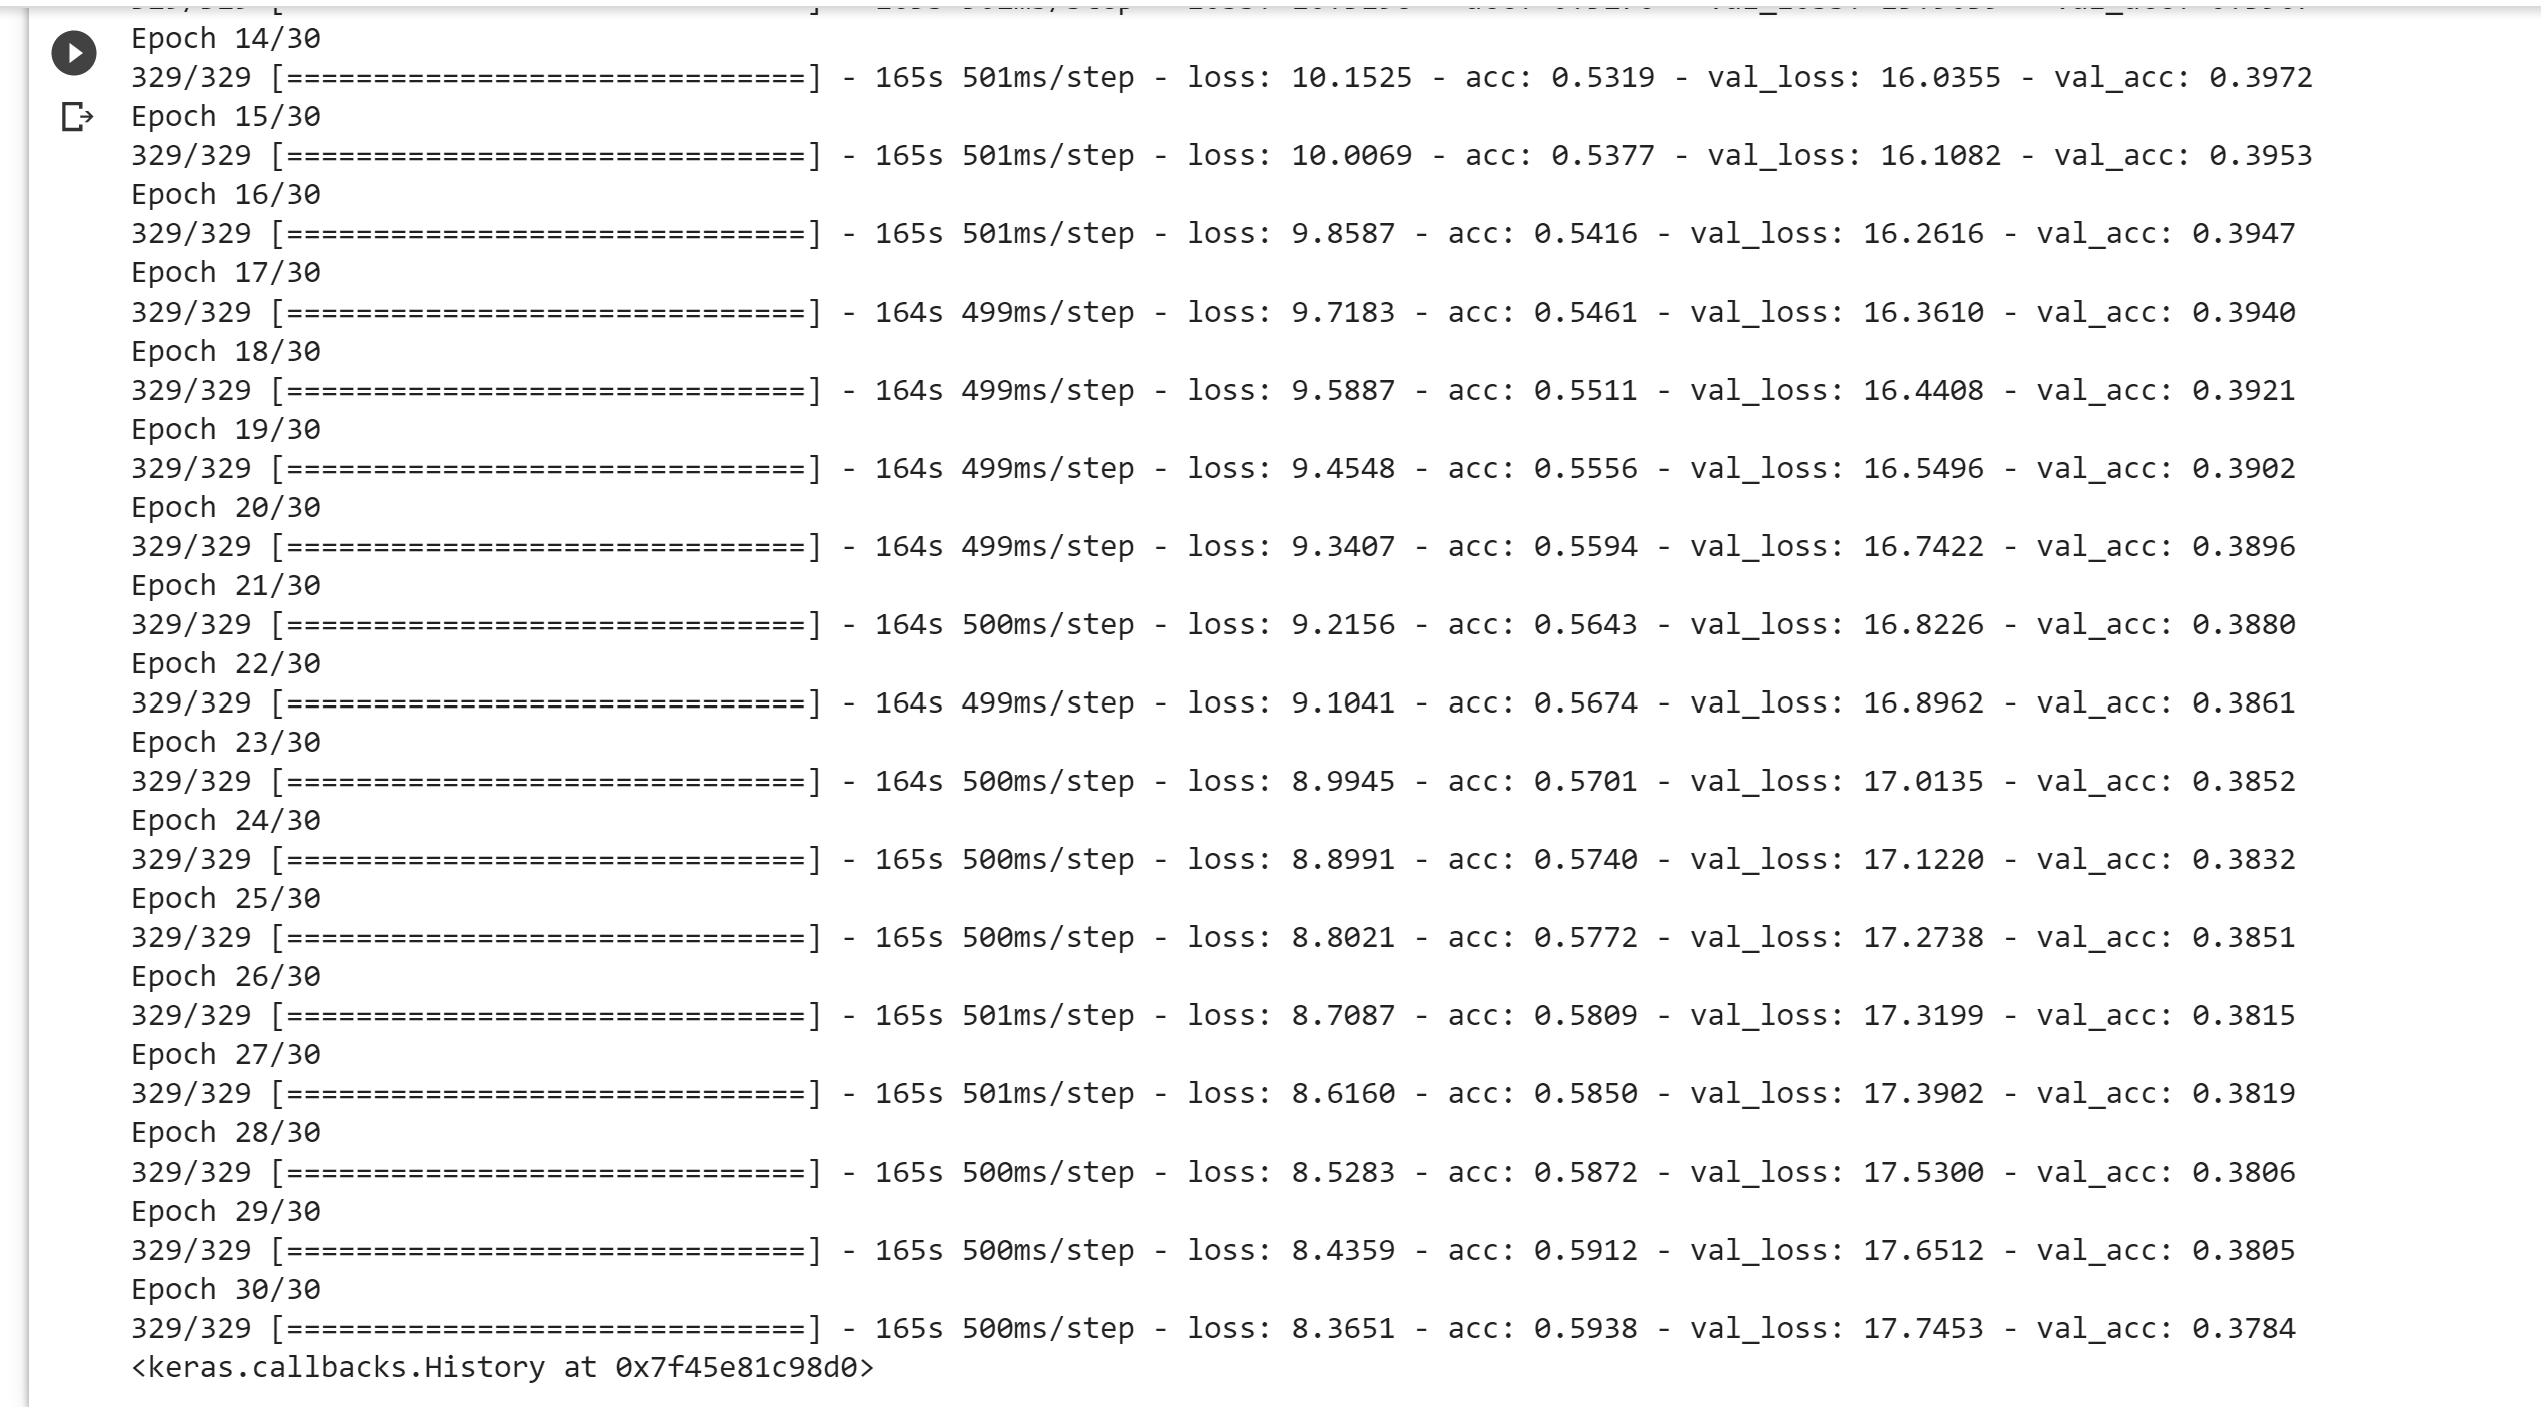 Epoch 14/30
329/329 [==============================] - 165s 501ms/step - loss: 10.1525 - acc: 0.5319 - val_loss: 16.0355 - val_acc: 0.3972
Epoch 15/30
329/329 [==============================] - 165s 501ms/step - loss: 10.0069 - acc: 0.5377 - val_loss: 16.1082 - val_acc: 0.3953
Epoch 16/30
329/329 [==============================] - 165s 501ms/step - loss: 9.8587 - acc: 0.5416 - val_loss: 16.2616 - val_acc: 0.3947
Epoch 17/30
329/329 [==============================] - 164s 499ms/step - loss: 9.7183 - acc: 0.5461 - val_loss: 16.3610 - val_acc: 0.3940
Epoch 18/30
329/329 [==============================] - 164s 499ms/step - loss: 9.5887 - acc: 0.5511 - val_loss: 16.4408 - val_acc: 0.3921
Epoch 19/30
329/329 [==============================] - 164s 499ms/step - loss: 9.4548 - acc: 0.5556 - val_loss: 16.5496 - val_acc: 0.3902
Epoch 20/30
329/329 [==============================] - 164s 499ms/step - loss: 9.3407 - acc: 0.5594 - val_loss: 16.7422 - val_acc: 0.3896
Epoch 21/30
329/329 [==============================] - 164s 500ms/step - loss: 9.2156 - acc: 0.5643 - val_loss: 16.8226 - val_acc: 0.3880
Epoch 22/30
329/329 [==============================] - 164s 499ms/step - loss: 9.1041 - acc: 0.5674 - val_loss: 16.8962 - val_acc: 0.3861
Epoch 23/30
329/329 [==============================] - 164s 500ms/step - loss: 8.9945 - acc: 0.5701 - val_loss: 17.0135 - val_acc: 0.3852
Epoch 24/30
329/329 [==============================] - 165s 500ms/step - loss: 8.8991 - acc: 0.5740 - val_loss: 17.1220 - val_acc: 0.3832
Epoch 25/30
329/329 [==============================] - 165s 500ms/step - loss: 8.8021 - acc: 0.5772 - val_loss: 17.2738 - val_acc: 0.3851
Epoch 26/30
329/329 [==============================] - 165s 501ms/step - loss: 8.7087 - acc: 0.5809 - val_loss: 17.3199 - val_acc: 0.3815
Epoch 27/30
329/329 [==============================] - 165s 501ms/step - loss: 8.6160 - acc: 0.5850 - val_loss: 17.3902 - val_acc: 0.3819
Epoch 28/30
329/329 [==============================] - 165s 500ms/step - loss: 8.5283 - acc: 0.5872 - val_loss: 17.5300 - val_acc: 0.3806
Epoch 29/30
329/329 [==============================] - 165s 500ms/step - loss: 8.4359 - acc: 0.5912 - val_loss: 17.6512 - val_acc: 0.3805
Epoch 30/30
329/329 [==============================] - 165s 500ms/step - loss: 8.3651 - acc: 0.5938 - val_loss: 17.7453 - val_acc: 0.3784
<keras.callbacks.History at 0x7f45e81c98d0>